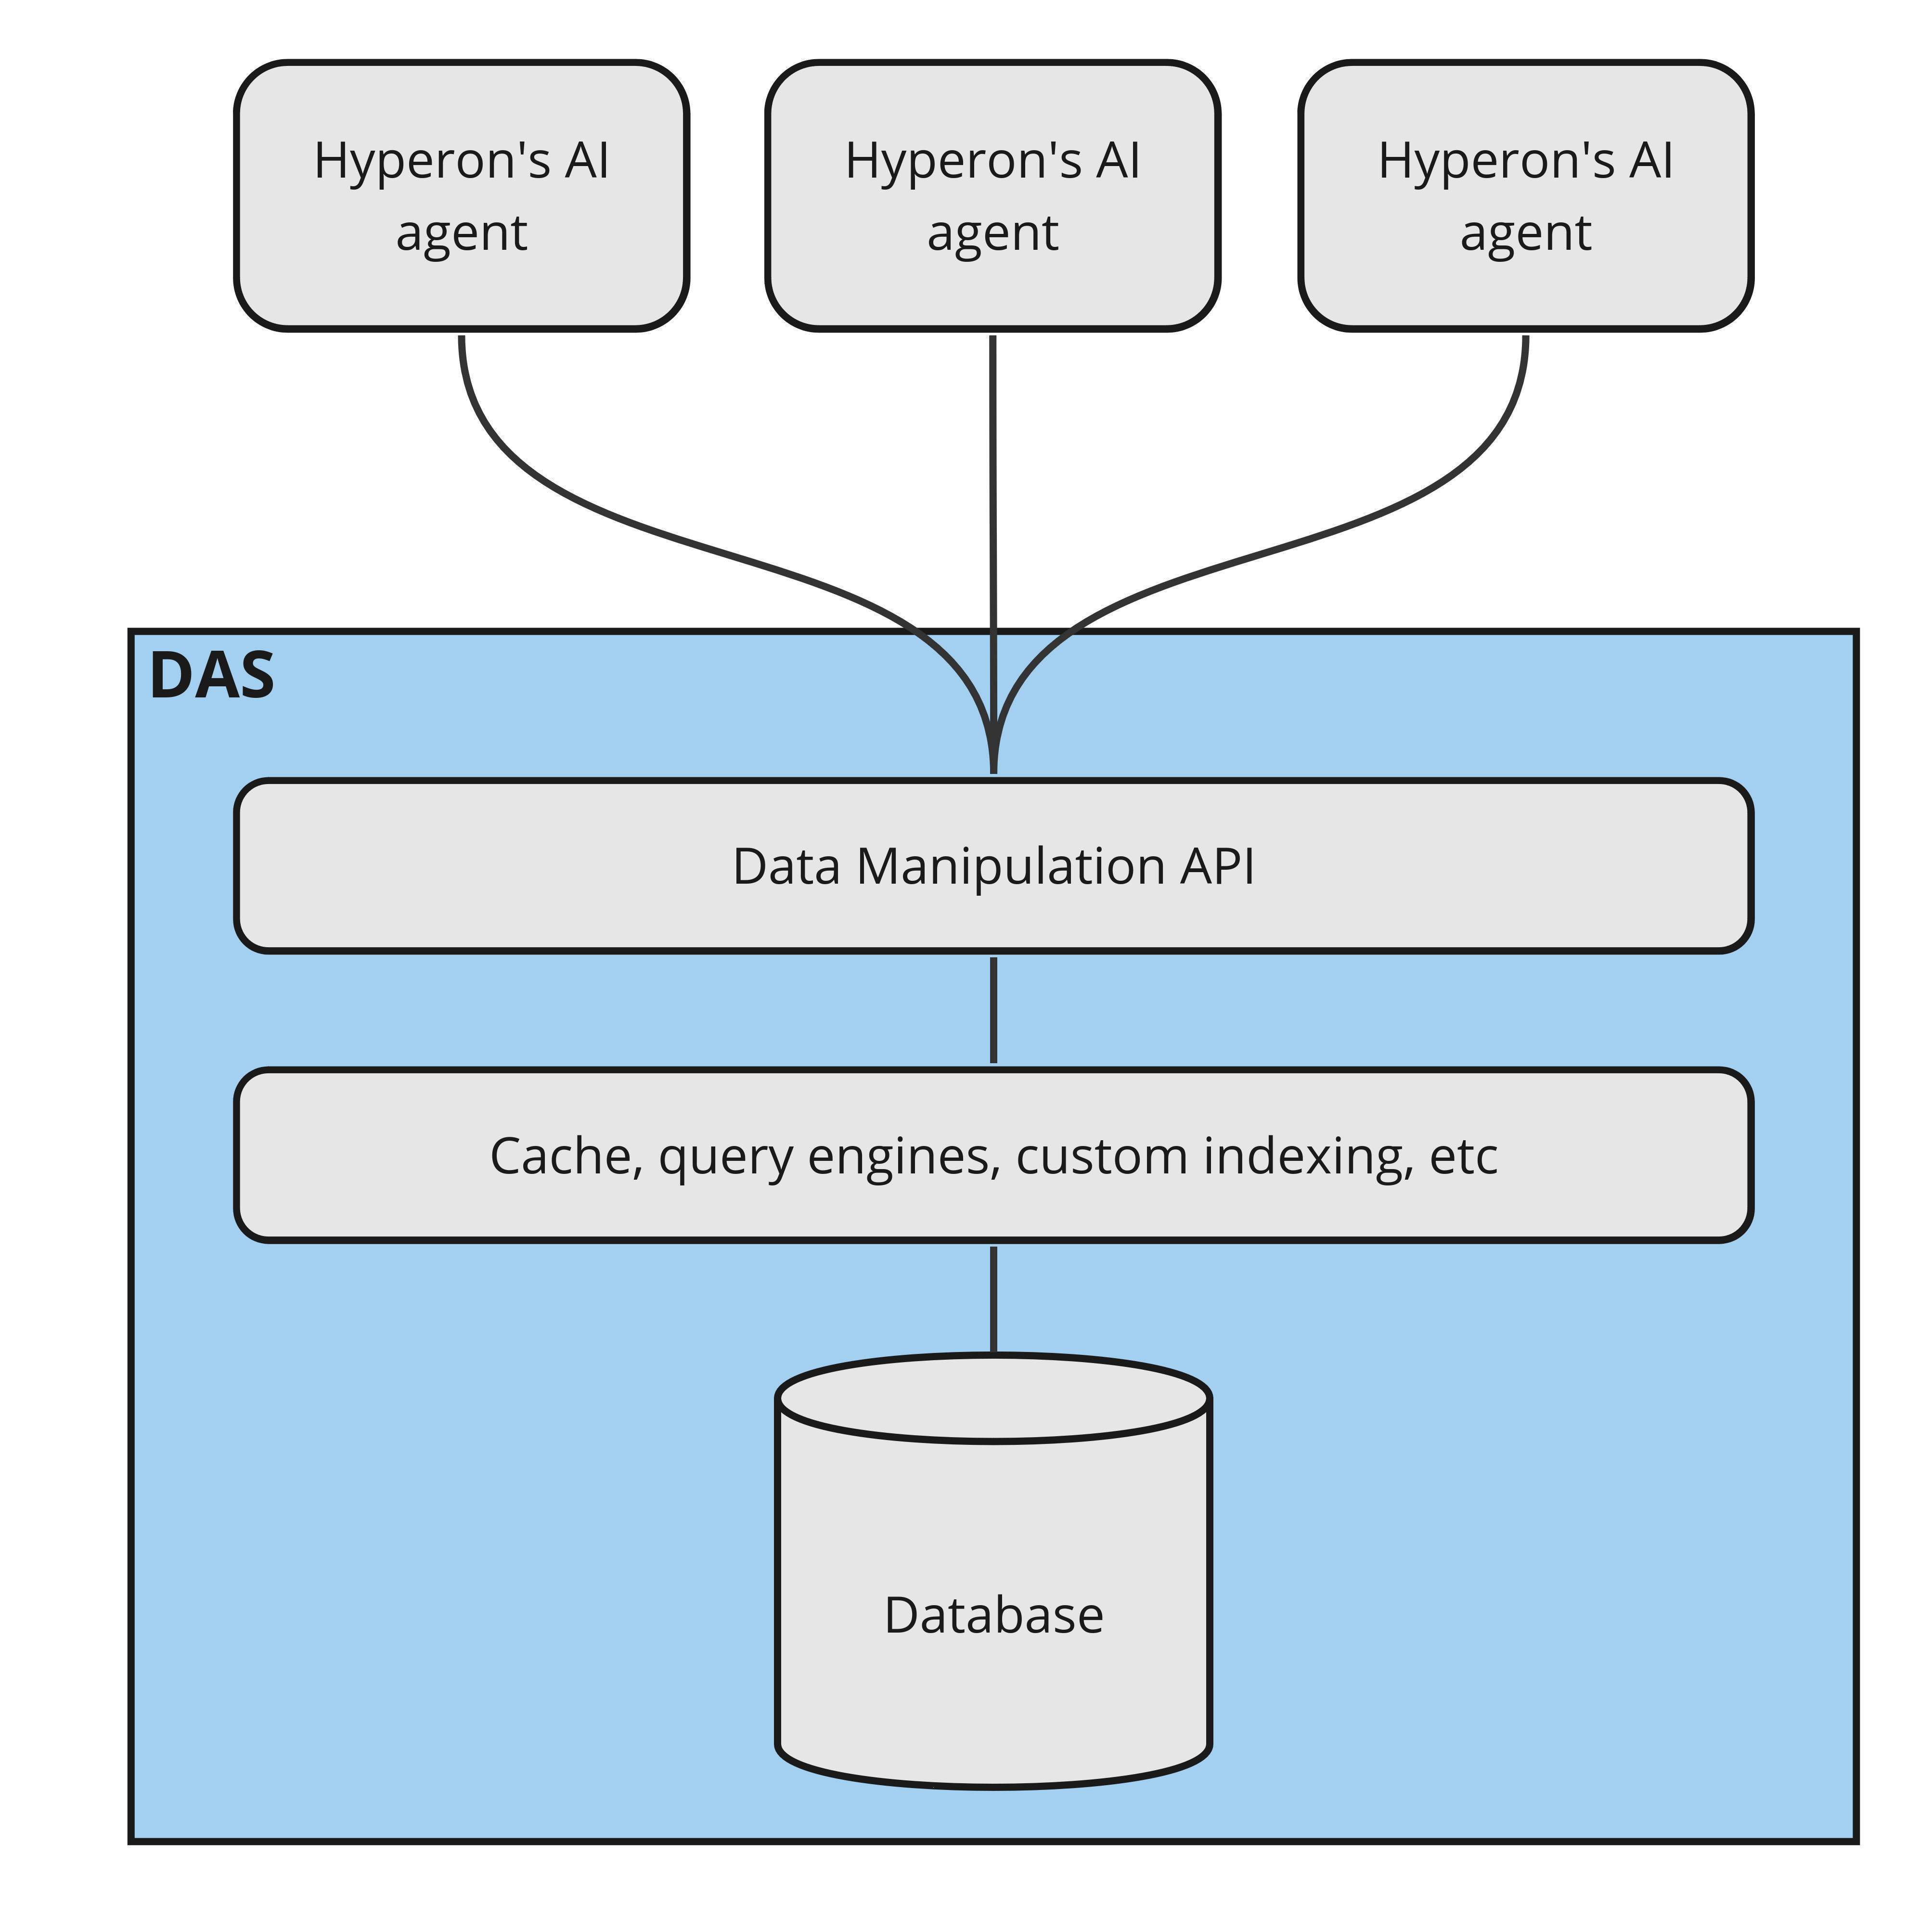 Hyperon's AI
agent
Hyperon's AI
agent
Hyperon's AI
agent
DAS
Data Manipulation API
Cache, query engines, custom indexing, etc
Database